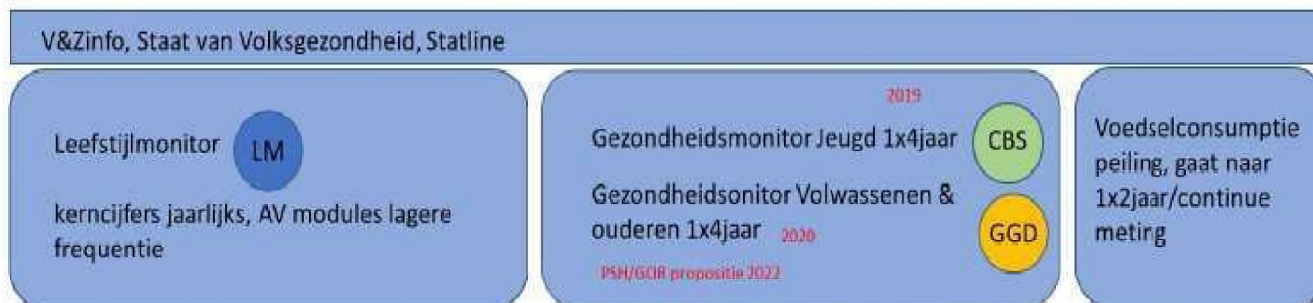 V&Zinfo, Staat van Volksgezondheid, Statline
Leefstijlmonitor
LM
kerncijfers jaarlijks, AV modules lagere
frequentie
2019
Gezondheidsmonitor Jeugd 1x4jaar
CBS
Gezondheidsonitor Volwassenen &
ouderen 1x4jaar
2020
GGD
PSH/GOR propositie 2022
Voedselconsumptie
peiling, gaat naar
1x2jaar/continue
meting